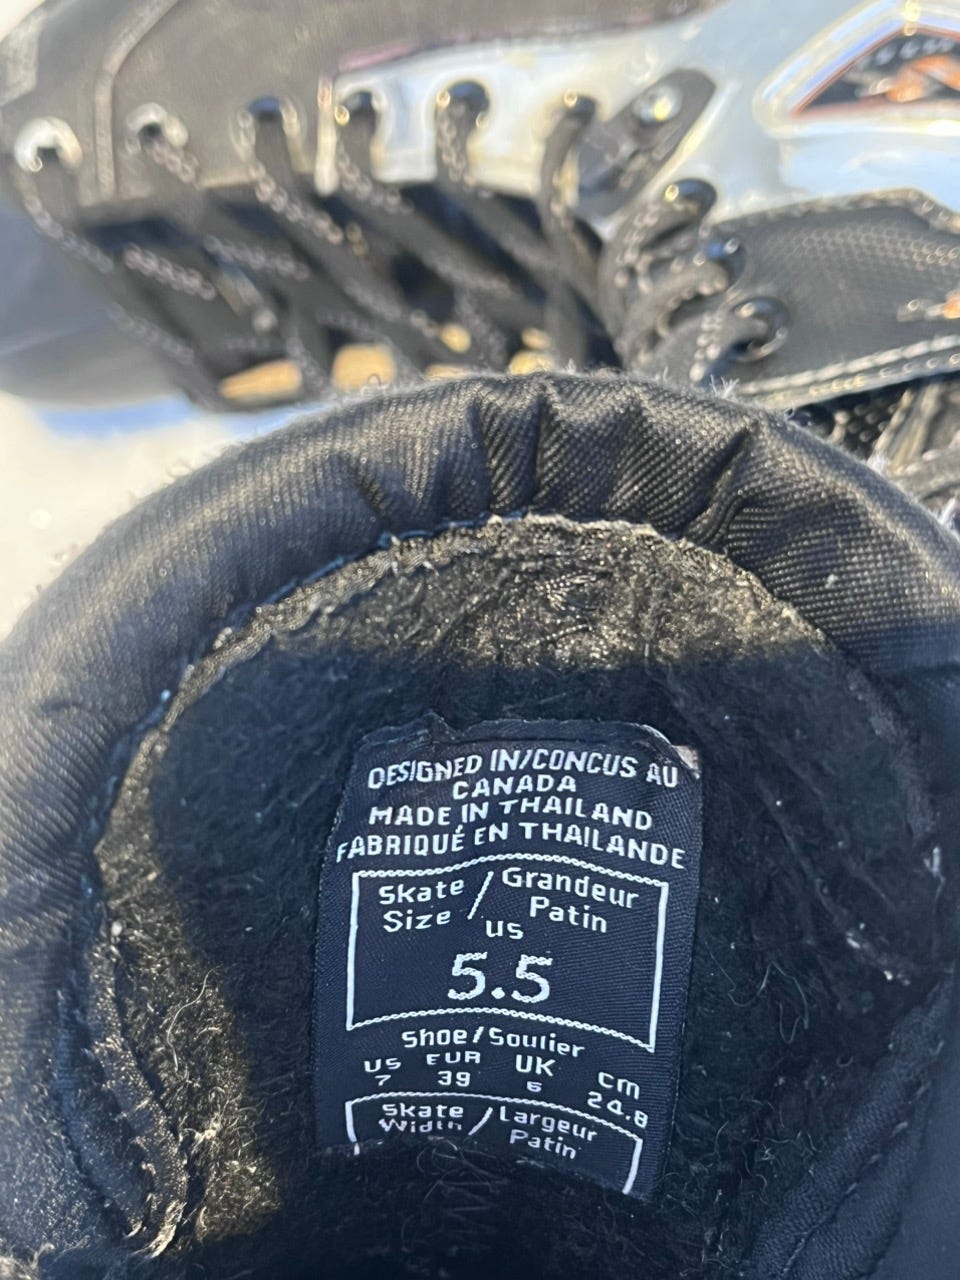 DESIGNED IN/CONCUS AU
CANADA
MADE IN THAILAND
FABRIQUÉ EN THAILANDE
Skate / Grandeur
Size / Patin
US
5.5
Shoe/Soulier
US EUR UK cm
7 39 6 24.8
Skate / Largeur
Width / Patin